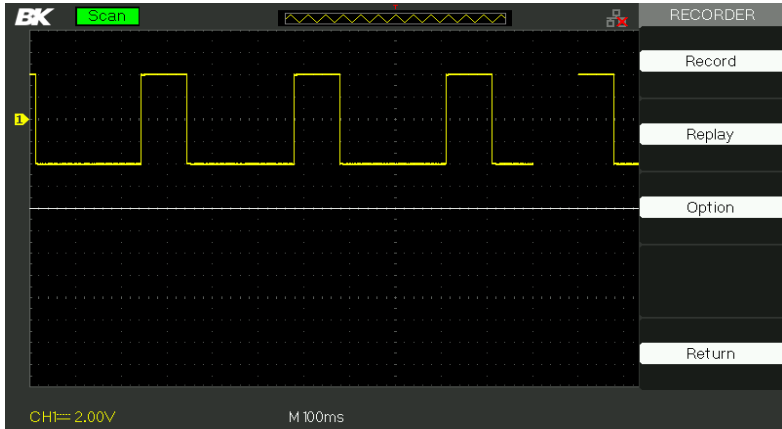 BK Scan RECORDER
Record
1
Replay
Option
Return
CH1 2.00V M 100ms